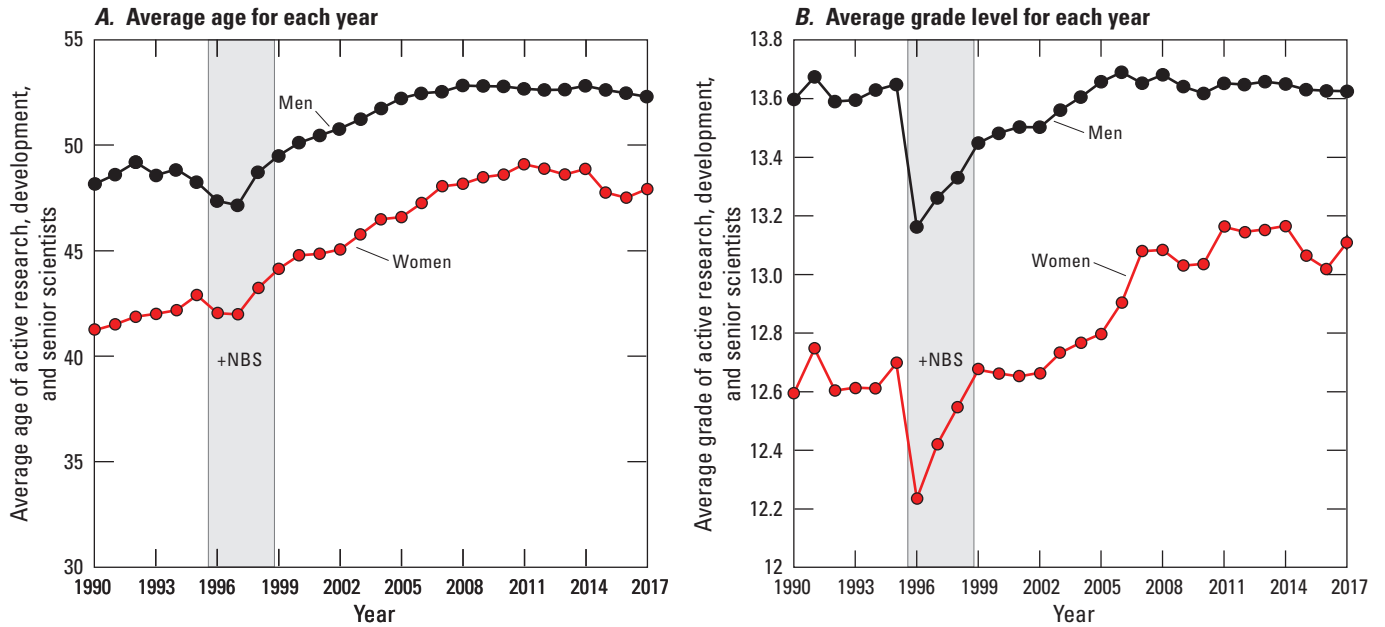 A. Average age for each year
Average age of active research, development,
and senior scientists
55
50
45
40
35
30
Men
Women
+NBS
1990 1993 1996 1999 2002 2005 2008 2011 2014 2017
Year
B. Average grade level for each year
Average grade of active research, development,
and senior scientists
13.8
13.6
13.4
13.2
13.0
12.8
12.6
12.4
12.2
12
Men
Women
+NBS
1990 1993 1996 1999 2002 2005 2008 2011 2014 2017
Year